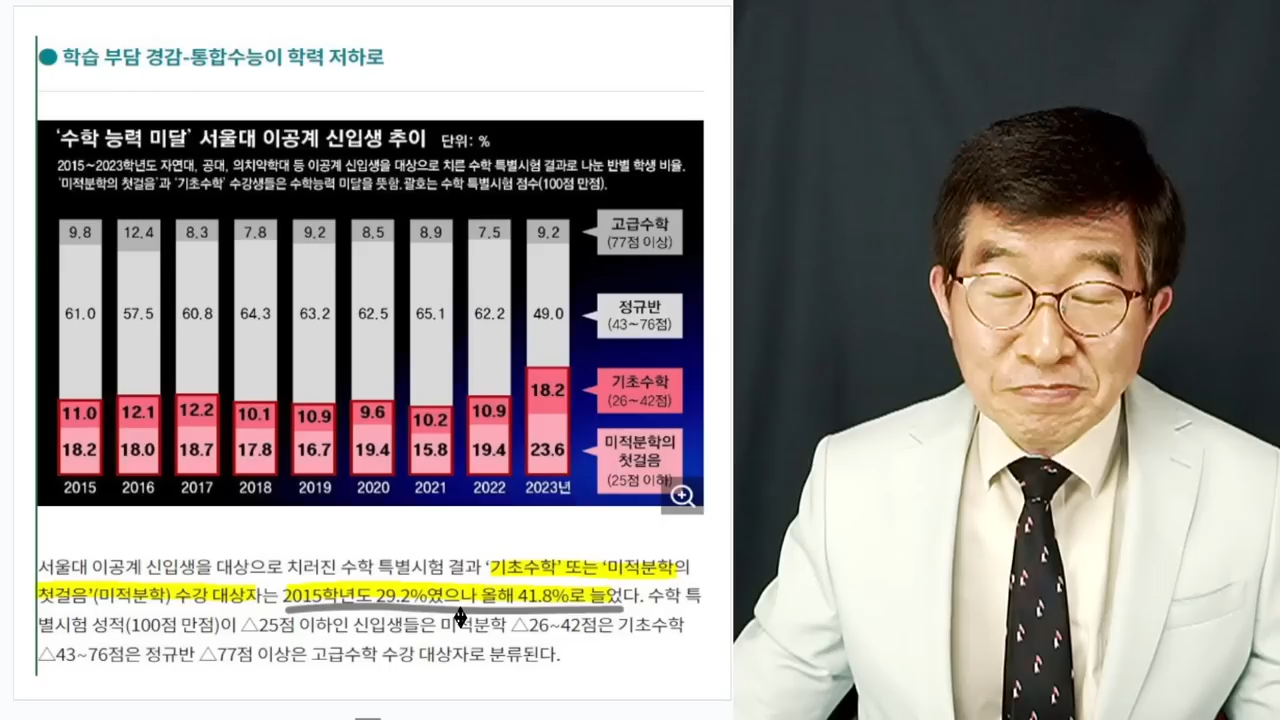 학습 부담 경감-통합수능이 학력 저하로
'수학 능력 미달' 서울대 이공계 신입생 추이 단위: %
2015~2023학년도 자연대, 공대, 의치약학대 등 이공계 신입생을 대상으로 치른 수학 특별시험 결과로 나눈 반별 학생 비율.
'미적분학의 첫걸음'과 '기초수학' 수강생들은 수학능력 미달을 뜻함. 괄호는 수학 특별시험 점수(100점 만점).
9.8 12.4 8.3 7.8 9.2 8.5 8.9 7.5 9.2
고급수학
(77점 이상)
61.0 57.5 60.8 64.3 63.2 62.5 65.1 62.2 49.0
정규반
(43~76점)
11.0 12.1 12.2 10.1 10.9 9.6 10.2 10.9 18.2
기초수학
(26~42점)
18.2 18.0 18.7 17.8 16.7 19.4 15.8 19.4 23.6
미적분학의
첫걸음
(25점 이하)
2015 2016 2017 2018 2019 2020 2021 2022 2023년
서울대 이공계 신입생을 대상으로 치러진 수학 특별시험 결과 '기초수학' 또는 '미적분학의
첫걸음'(미적분학) 수강 대상자는 2015학년도 29.2%였으나 올해 41.8%로 늘었다. 수학 특
별시험 성적(100점 만점)이 △25점 이하인 신입생들은 미적분학 △26~42점은 기초수학
△43~76점은 정규반 △77점 이상은 고급수학 수강 대상자로 분류된다.